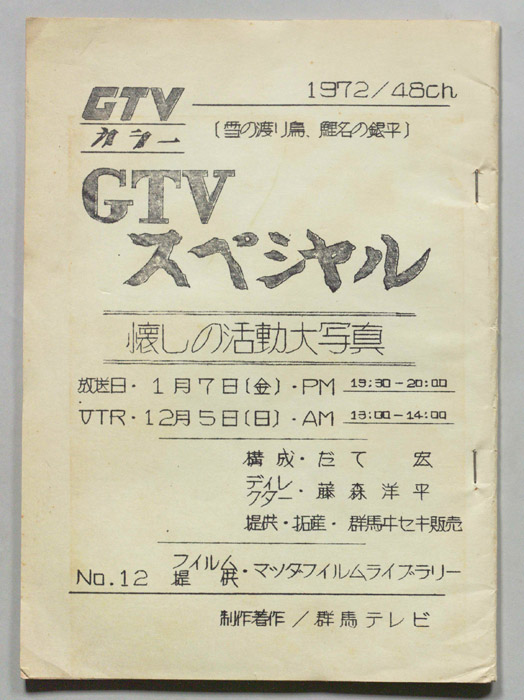 GTV
カラー
1972/48ch
〔雪の渡り鳥、鯉名の銀平〕
GTV
スペシャル
懐しの活動大写真
放送日・1月7日(金)・PM 19:30-20:00
VTR・12月5日(日)・AM 13:00-14:00
構成・だて 宏
ディレクター・藤森洋平
提供・拓産・群馬ヰセキ販売
No.12 フィルム提供・マツダフィルムライブラリー
制作著作/群馬テレビ